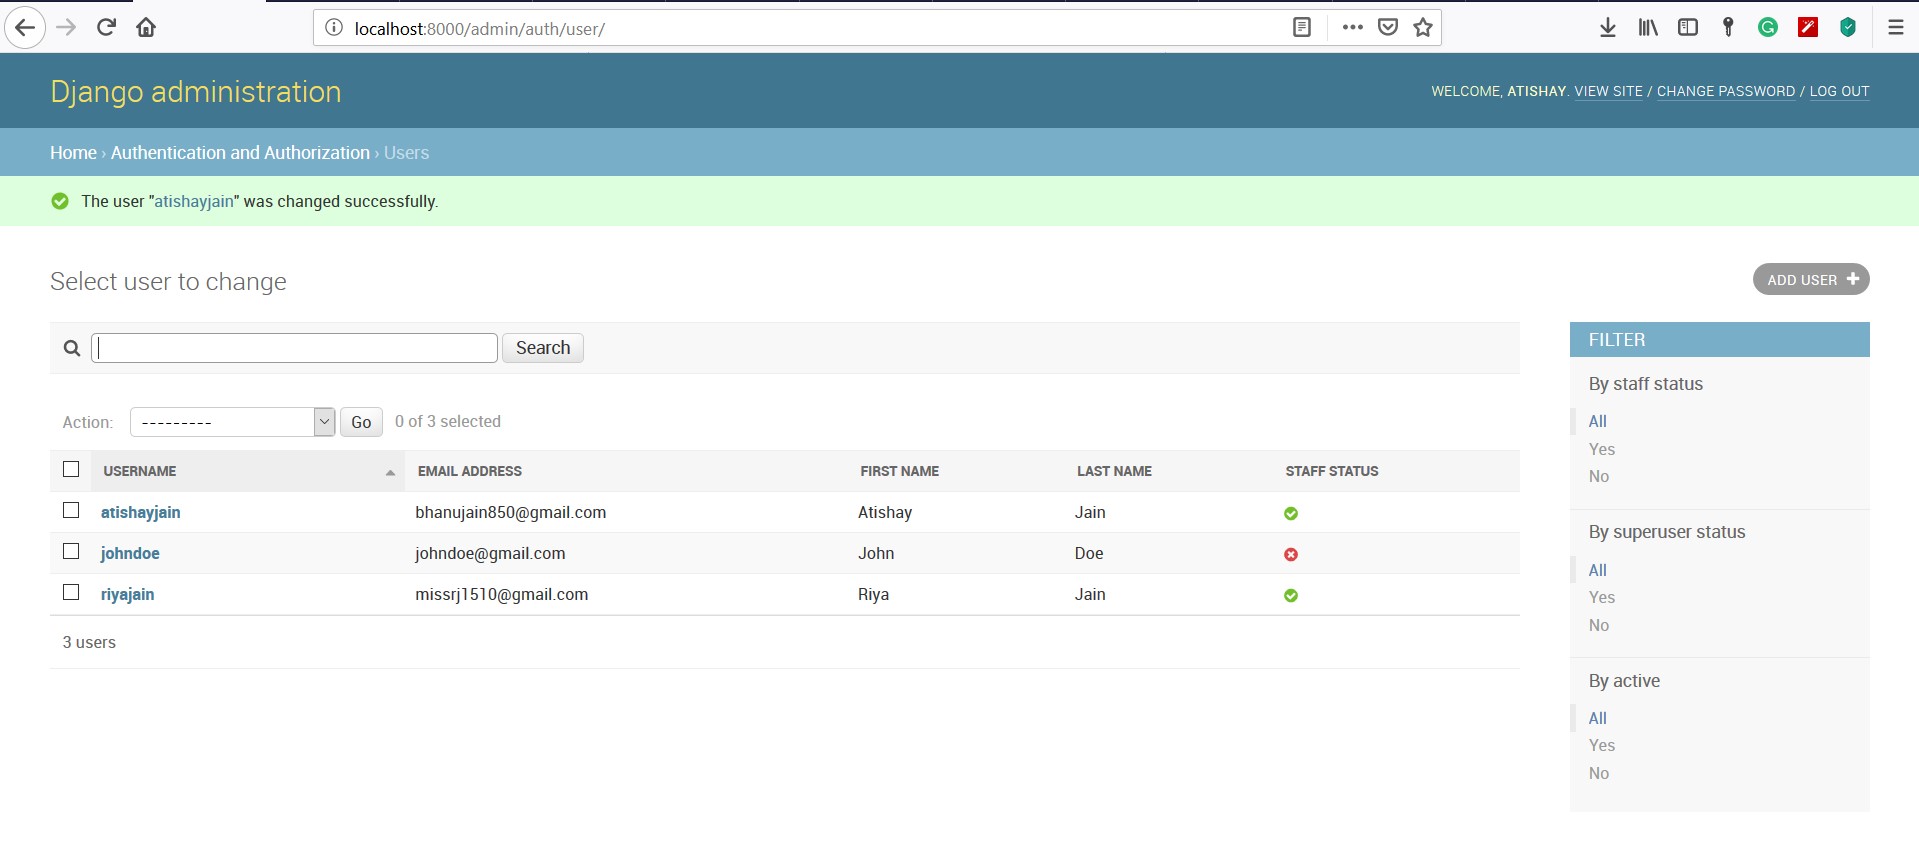 localhost:8000/admin/auth/user/
Django administration
WELCOME, ATISHAY. VIEW SITE / CHANGE PASSWORD / LOG OUT
Home › Authentication and Authorization › Users
The user "atishayjain" was changed successfully.
Select user to change
ADD USER
Search
Action: --------- Go 0 of 3 selected
USERNAME EMAIL ADDRESS FIRST NAME LAST NAME STAFF STATUS
atishayjain bhanujain850@gmail.com Atishay Jain
johndoe johndoe@gmail.com John Doe
riyajain missrj1510@gmail.com Riya Jain
3 users
FILTER
By staff status
All
Yes
No
By superuser status
All
Yes
No
By active
All
Yes
No